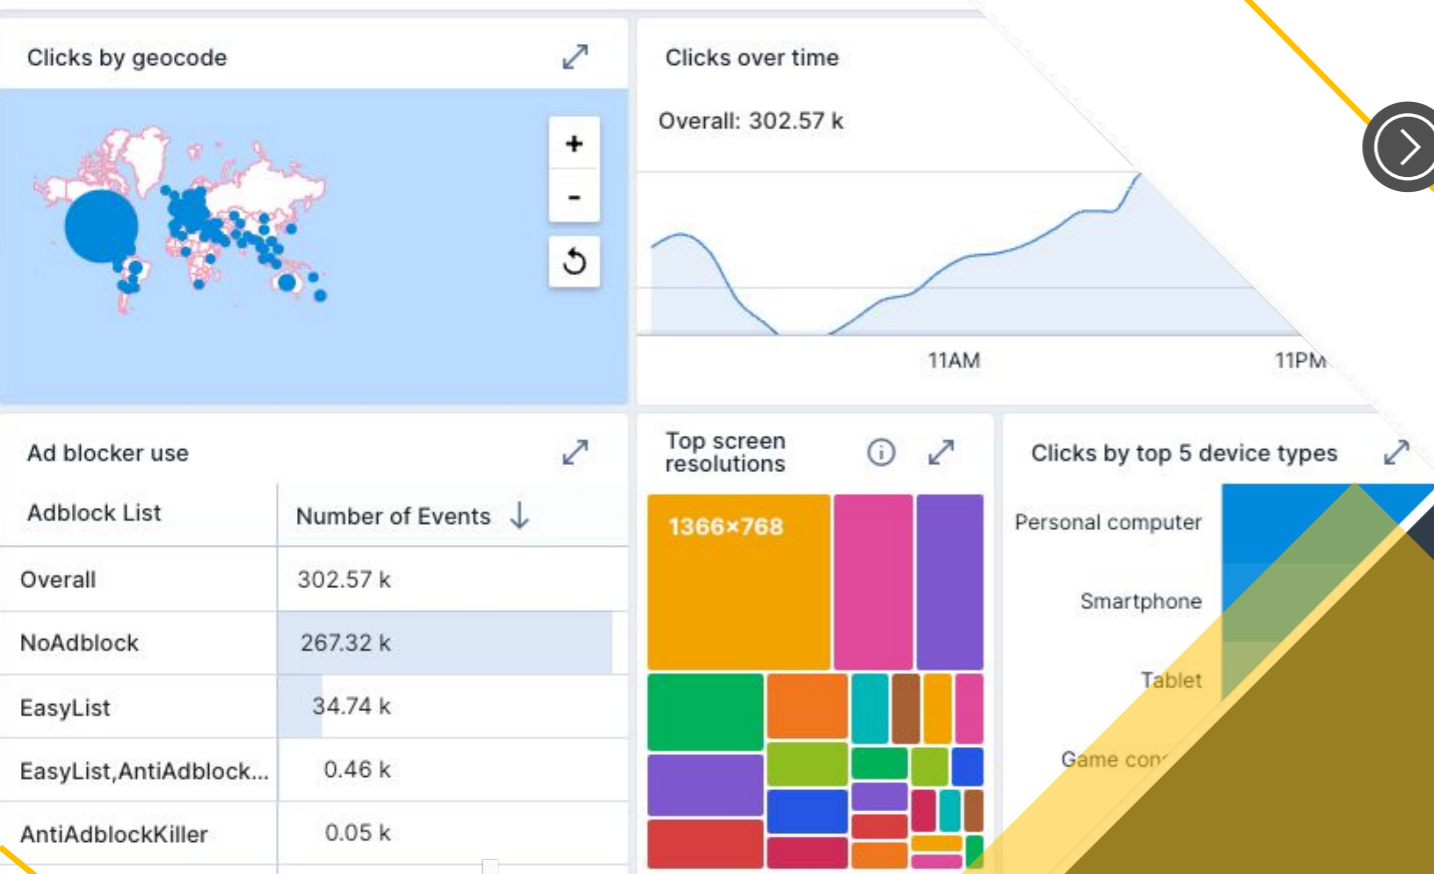 Clicks by geocode
+
-
Clicks over time
Overall: 302.57 k
11AM
11PM
Ad blocker use
Adblock List
Number of Events ↓
Overall
302.57 k
NoAdblock
267.32 k
EasyList
34.74 k
EasyList,AntiAdblock...
0.46 k
AntiAdblockKiller
0.05 k
Top screen
resolutions
1366×768
Clicks by top 5 device types
Personal computer
Smartphone
Tablet
Game